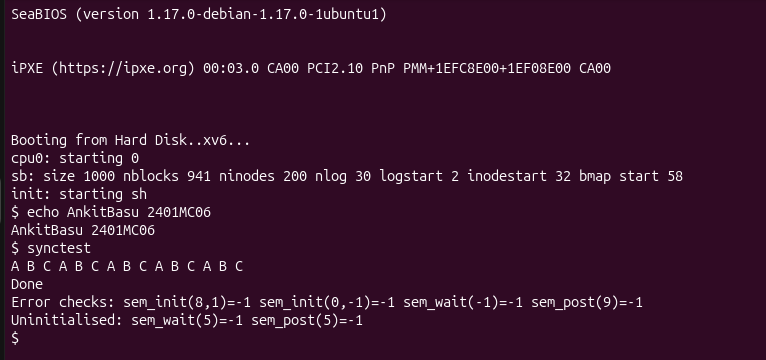 SeaBIOS (version 1.17.0-debian-1.17.0-1ubuntu1)
iPXE (https://ipxe.org) 00:03.0 CA00 PCI2.10 PnP PMM+1EFC8E00+1EF08E00 CA00
Booting from Hard Disk..xv6...
cpu0: starting 0
sb: size 1000 nblocks 941 ninodes 200 nlog 30 logstart 2 inodestart 32 bmap start 58
init: starting sh
$ echo AnkitBasu 2401MC06
AnkitBasu 2401MC06
$ synctest
A B C A B C A B C A B C A B C
Done
Error checks: sem_init(8,1)=-1 sem_init(0,-1)=-1 sem_wait(-1)=-1 sem_post(9)=-1
Uninitialised: sem_wait(5)=-1 sem_post(5)=-1
$